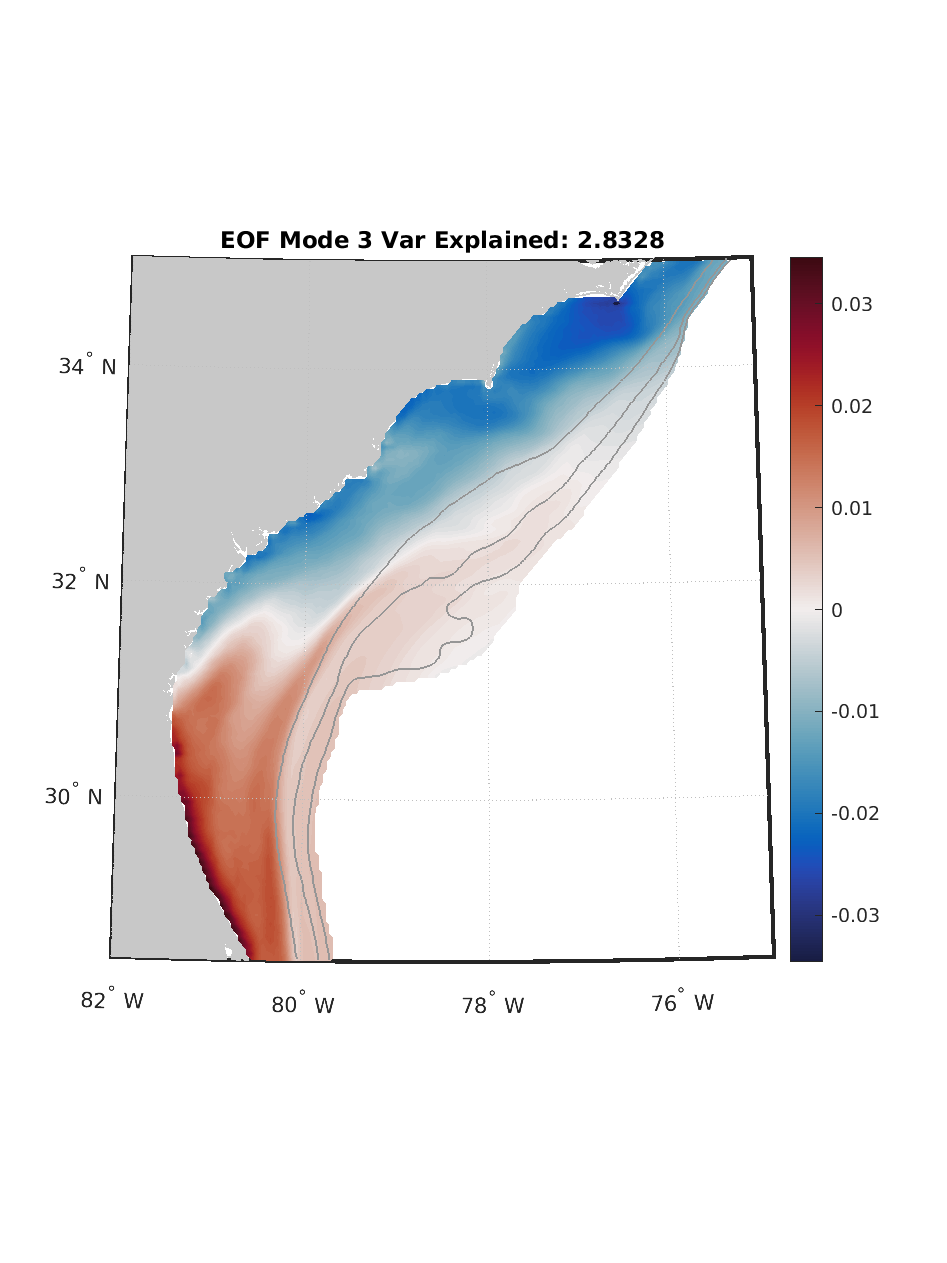 EOF Mode 3 Var Explained: 2.8328
34° N
32° N
30° N
82° W
80° W
78° W
76° W
0.03
0.02
0.01
0
-0.01
-0.02
-0.03